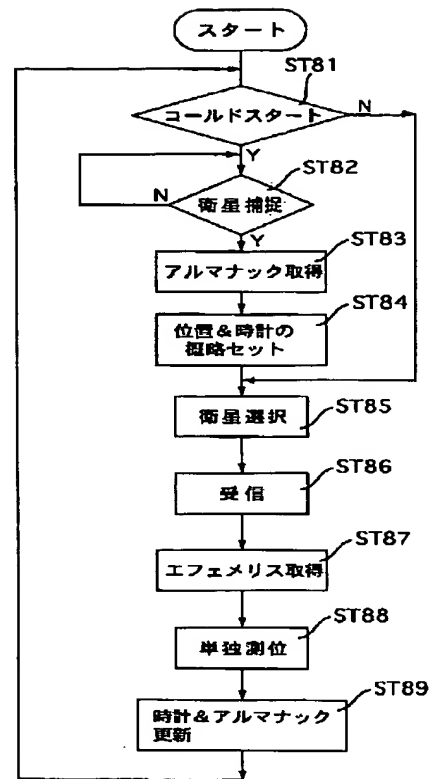 スタート
ST81
コールドスタート
N
Y
ST82
衛星捕捉
N
Y
ST83
アルマナック取得
ST84
位置&時計の
概略セット
ST85
衛星選択
ST86
受信
ST87
エフェメリス取得
ST88
単独測位
ST89
時計&アルマナック
更新